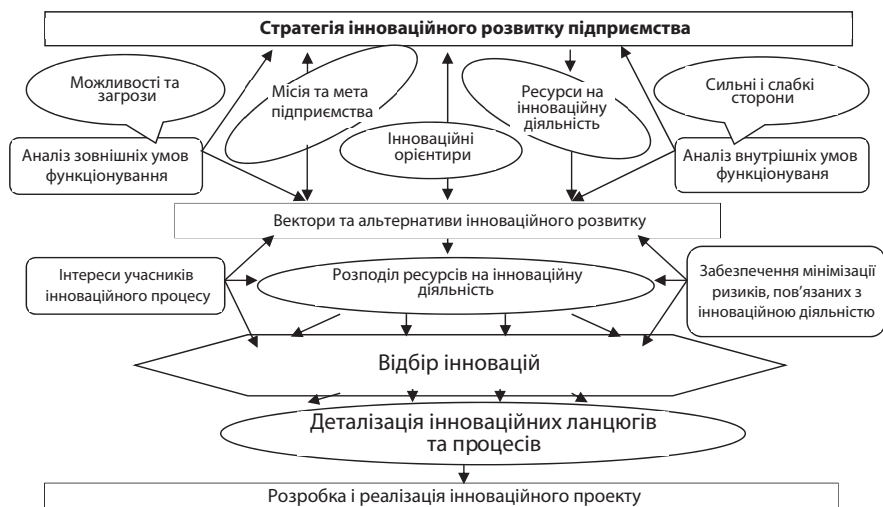 Стратегія інноваційного розвитку підприємства
Можливості та
загрози
Місія та мета
підприємства
Інноваційні
орієнтири
Ресурси на
інноваційну
діяльність
Сильні і слабкі
сторони
Аналіз зовнішніх умов
функціонування
Аналіз внутрішніх умов
функціонуваня
Вектори та альтернативи інноваційного розвитку
Інтереси учасників
інноваційного процесу
Розподіл ресурсів на інноваційну
діяльність
Забезпечення мінімізації
ризиків, пов’язаних з
інноваційною діяльністю
Відбір інновацій
Деталізація інноваційних ланцюгів
та процесів
Розробка і реалізація інноваційного проекту